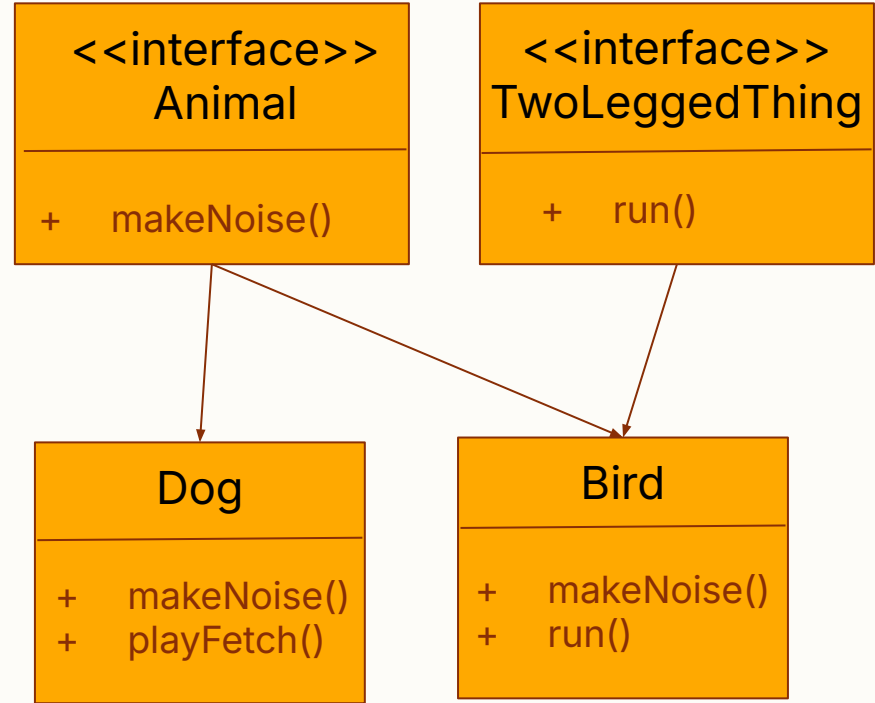 <<interface>>
Animal
+ makeNoise()
<<interface>>
TwoLeggedThing
+ run()
Dog
+ makeNoise()
+ playFetch()
Bird
+ makeNoise()
+ run()